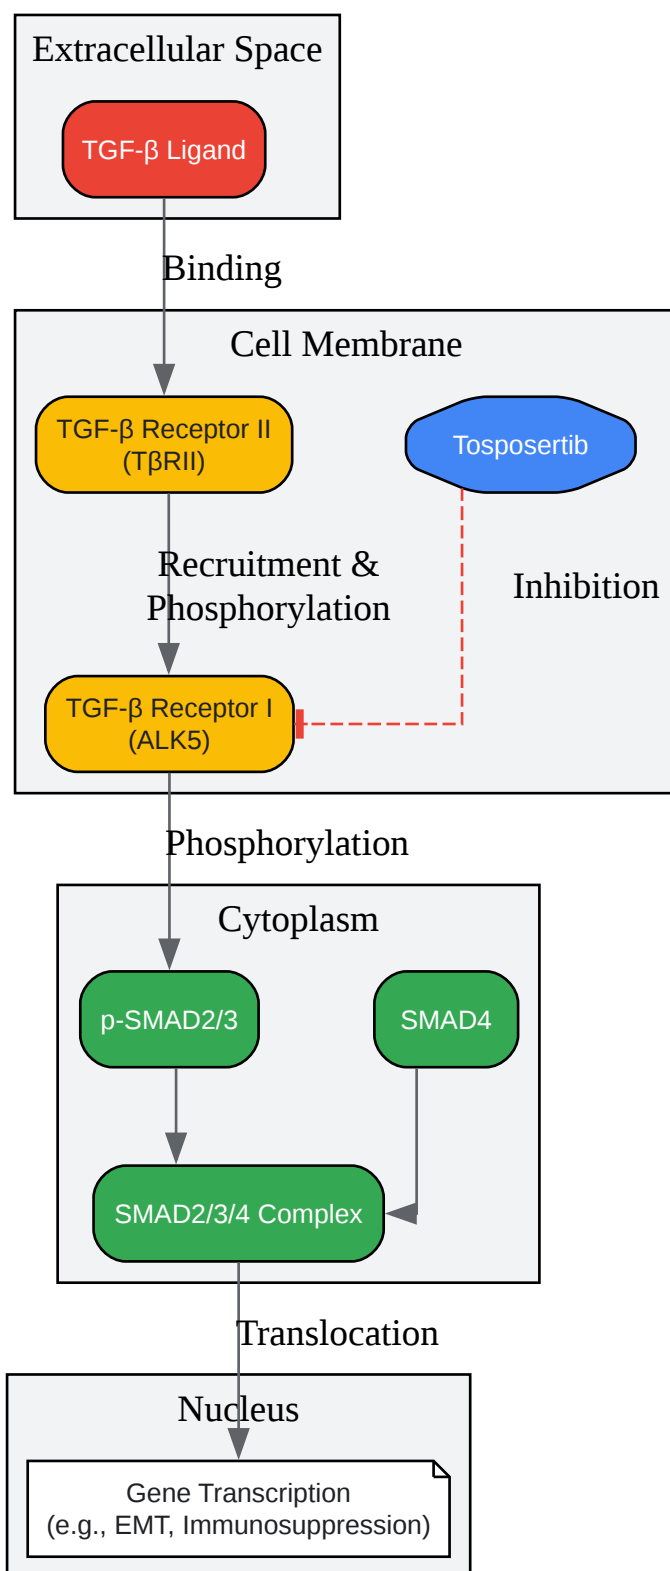 Extracellular Space
TGF-β Ligand
Binding
Cell Membrane
TGF-β Receptor II
(TβRII)
Tosposertib
Recruitment &
Phosphorylation
Inhibition
TGF-β Receptor I
(ALK5)
Phosphorylation
Cytoplasm
p-SMAD2/3
SMAD4
SMAD2/3/4 Complex
Translocation
Nucleus
Gene Transcription
(e.g., EMT, Immunosuppression)